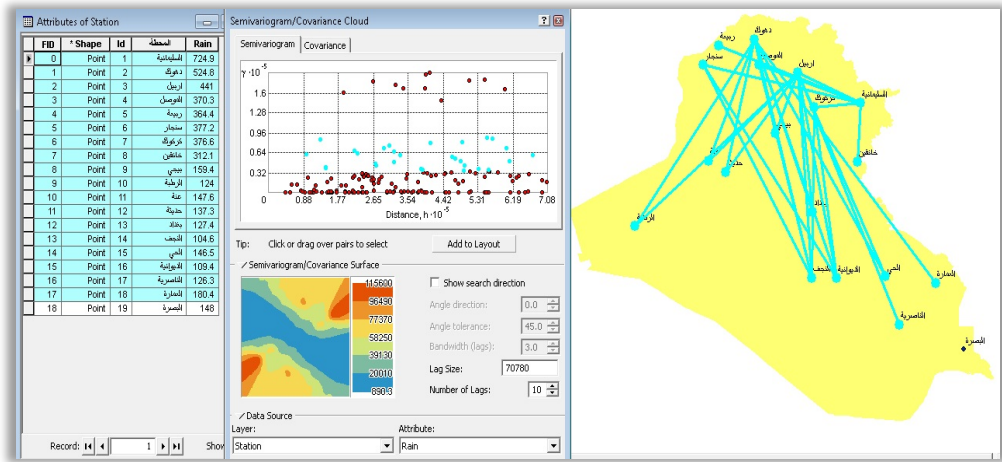 Attributes of Station
FID * Shape Id المحطة Rain
0 Point 1 السليمانية 724.9
1 Point 2 دهوك 524.8
2 Point 3 اربيل 441
3 Point 4 الموصل 370.3
4 Point 5 ربيعة 364.4
5 Point 6 سنجار 377.2
6 Point 7 كركوك 376.6
7 Point 8 خانقين 312.1
8 Point 9 بيجي 159.4
9 Point 10 الرطبة 124
10 Point 11 عنة 147.6
11 Point 12 حديثة 137.3
12 Point 13 بغداد 127.4
13 Point 14 النجف 104.6
14 Point 15 الحي 146.5
15 Point 16 الديوانية 109.4
16 Point 17 الناصرية 126.3
17 Point 18 العمارة 180.4
18 Point 19 البصرة 148
Record: 1 Show
Semivariogram/Covariance Cloud
Semivariogram Covariance
γ · 10⁻⁵
1.6
1.28
0.96
0.64
0.32
0 0.88 1.77 2.65 3.54 4.42 5.31 6.19 7.08
Distance, h · 10⁻⁵
Tip: Click or drag over pairs to select Add to Layout
Semivariogram/Covariance Surface
115600
96490
77370
58250
39130
20010
890.3
Show search direction
Angle direction: 0.0
Angle tolerance: 45.0
Bandwidth (lags): 3.0
Lag Size: 70780
Number of Lags: 10
Data Source
Layer: Attribute:
Station Rain
دهوك
ربيعة
سنجار
الموصل
اربيل
كركوك
السليمانية
بيجي
خانقين
الرطبة
النجف
الديوانية
الحي
العمارة
الناصرية
البصرة